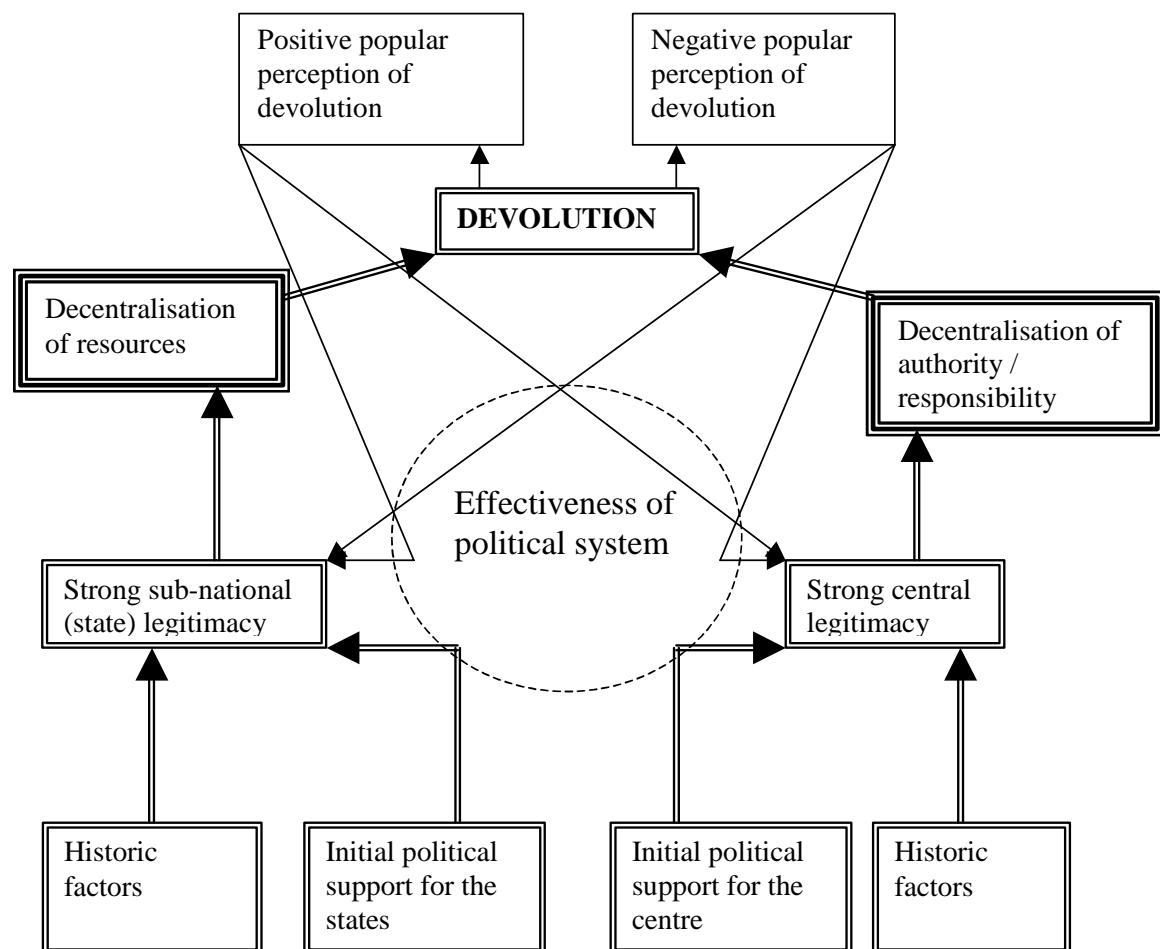 Positive popular
perception of
devolution
Negative popular
perception of
devolution
DEVOLUTION
Decentralisation
of resources
Decentralisation of
authority /
responsibility
Effectiveness of
political system
Strong sub-national
(state) legitimacy
Strong central
legitimacy
Historic
factors
Initial political
support for the
states
Initial political
support for the
centre
Historic
factors